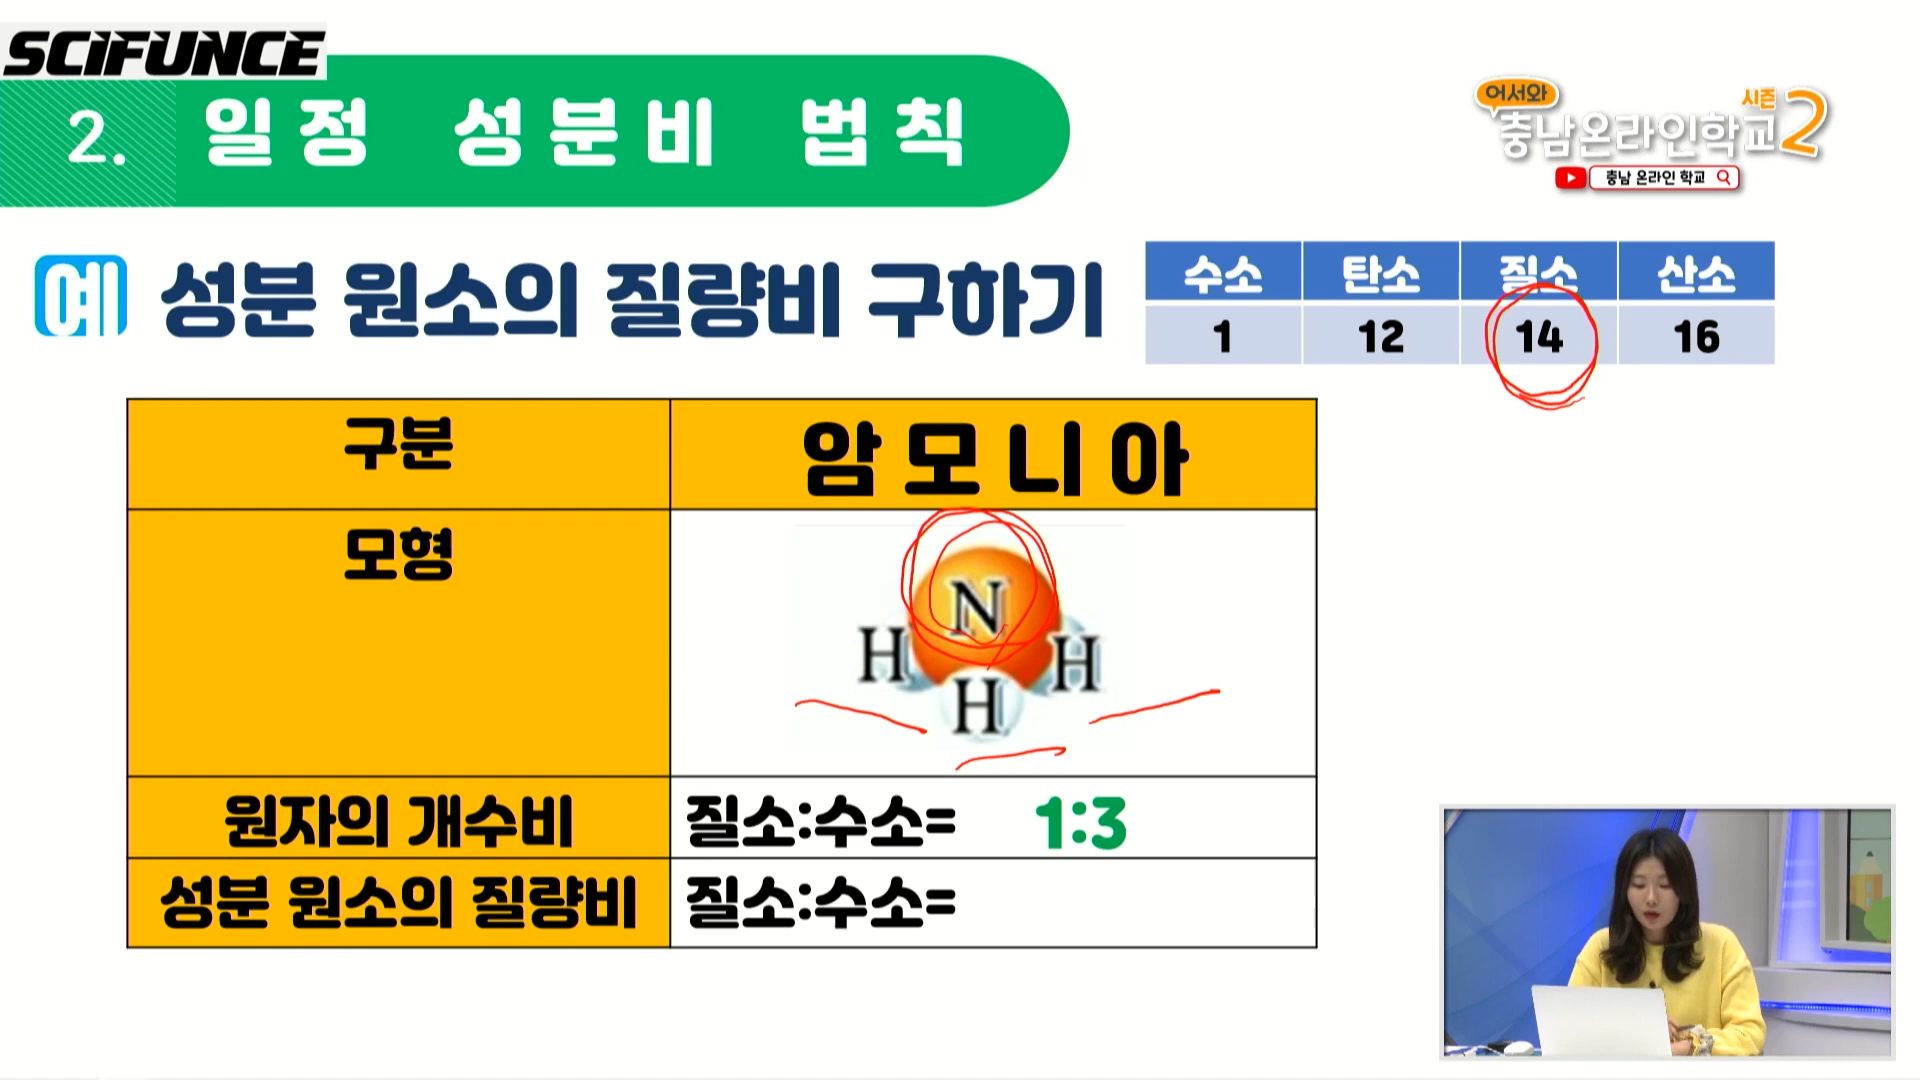 SCIFUNCE
2. 일정 성분비 법칙
어서와
충남온라인학교 시즌2
충남 온라인 학교
예 성분 원소의 질량비 구하기
수소 탄소 질소 산소
1 12 14 16
구분 암모니아
모형
N
H H
H
원자의 개수비 질소:수소= 1:3
성분 원소의 질량비 질소:수소=